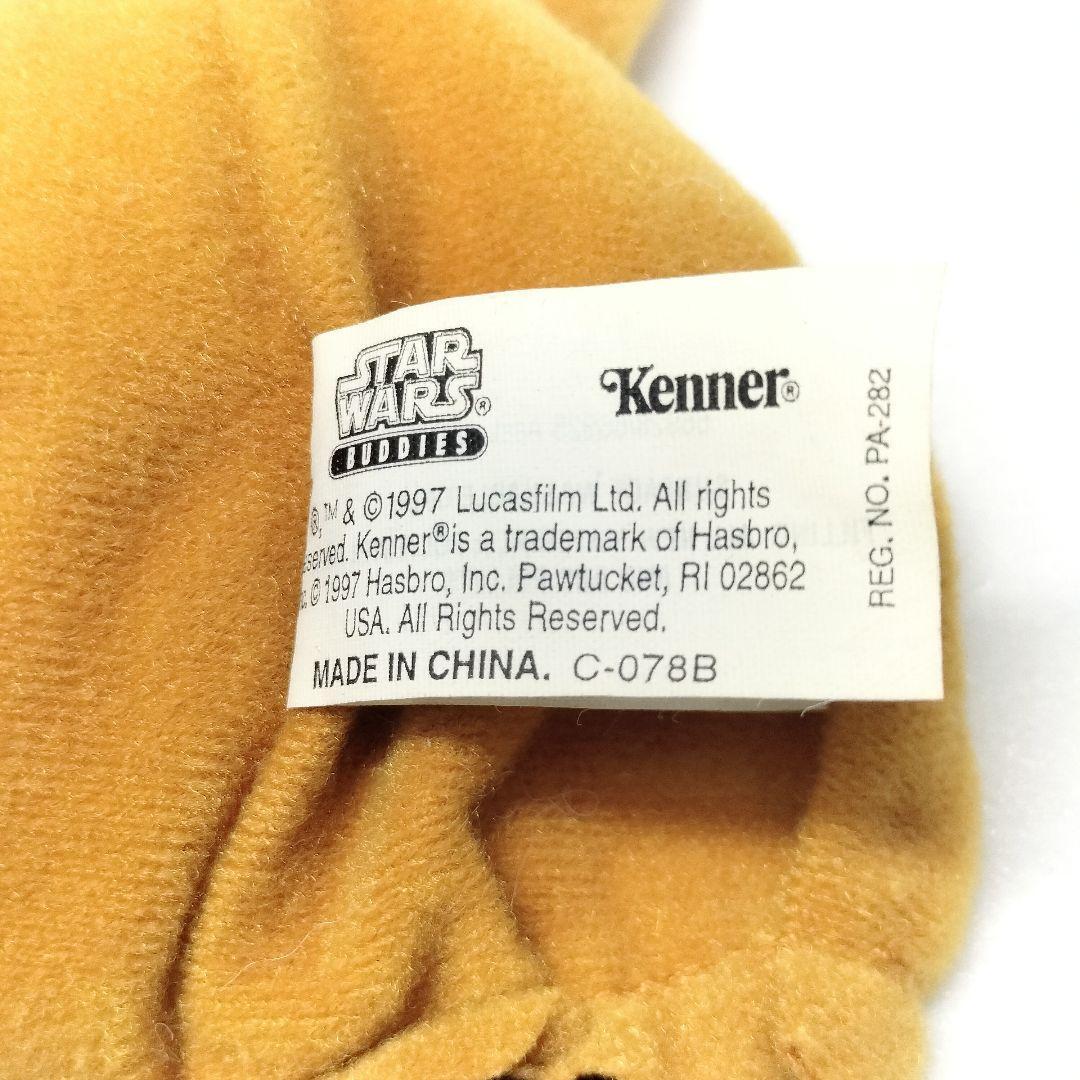 STAR
WARS®
BUDDIES
Kenner®
®,™ & ©1997 Lucasfilm Ltd. All rights
served. Kenner® is a trademark of Hasbro,
c. © 1997 Hasbro, Inc. Pawtucket, RI 02862
USA. All Rights Reserved.
MADE IN CHINA. C-078B
REG. NO. PA-282